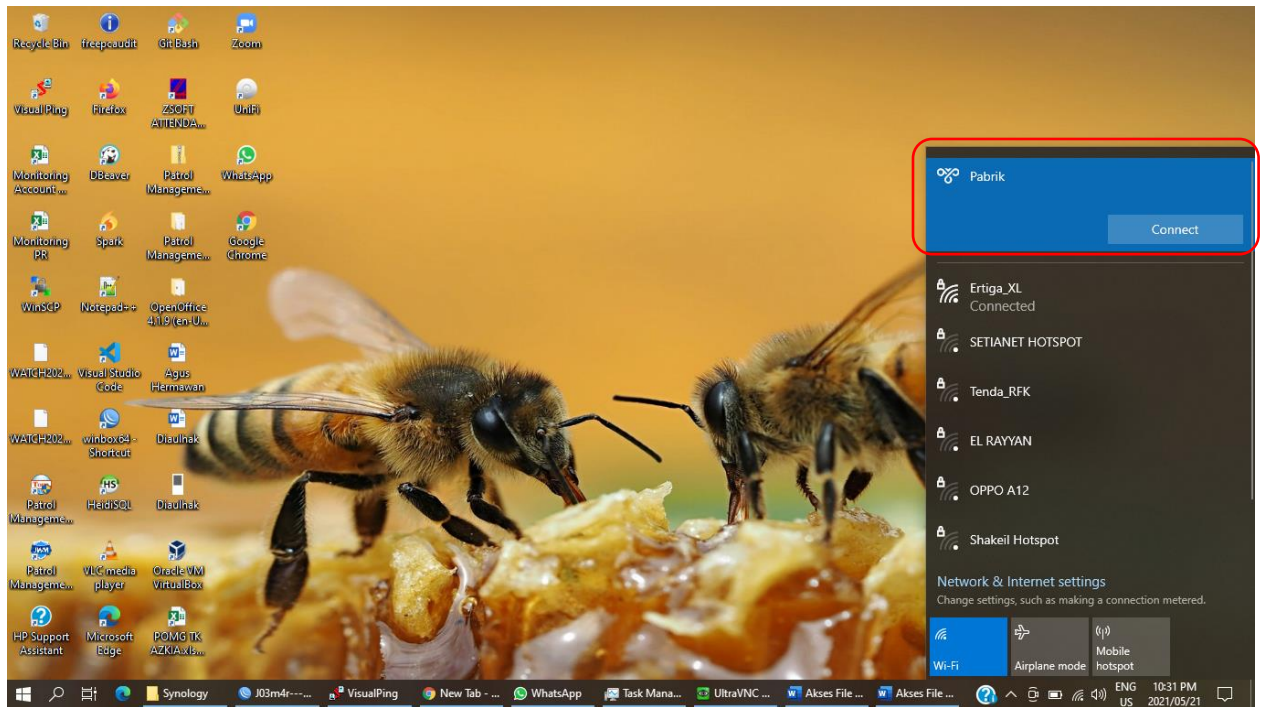 Recycle Bin
freepcaudit
Git Bash
Zoom
Visual Ping
Firefox
ZSOFT
ATTENDA...
UniFi
Monitoring
Account ...
DBeaver
Patrol
Manageme...
WhatsApp
Monitoring
PR
Spark
Patrol
Manageme...
Google
Chrome
WinSCP
Notepad++
OpenOffice
4.1.9 (en-U...
WATCH202...
Visual Studio
Code
Agus
Hermawan
WATCH202...
winbox64 -
Shortcut
Diaulhak
Patrol
Manageme...
HeidiSQL
Diaulhak
Patrol
Manageme...
VLC media
player
Oracle VM
VirtualBox
HP Support
Assistant
Microsoft
Edge
POMG TK
AZKIA.xls...
Pabrik
Connect
Ertiga_XL
Connected
SETIANET HOTSPOT
Tenda_RFK
EL RAYYAN
OPPO A12
Shakeil Hotspot
Network & Internet settings
Change settings, such as making a connection metered.
Wi-Fi
Airplane mode
Mobile
hotspot
Synology
J03m4r---...
VisualPing
New Tab - ...
WhatsApp
Task Mana...
UltraVNC ...
Akses File ...
Akses File ...
ENG
US
10:31 PM
2021/05/21